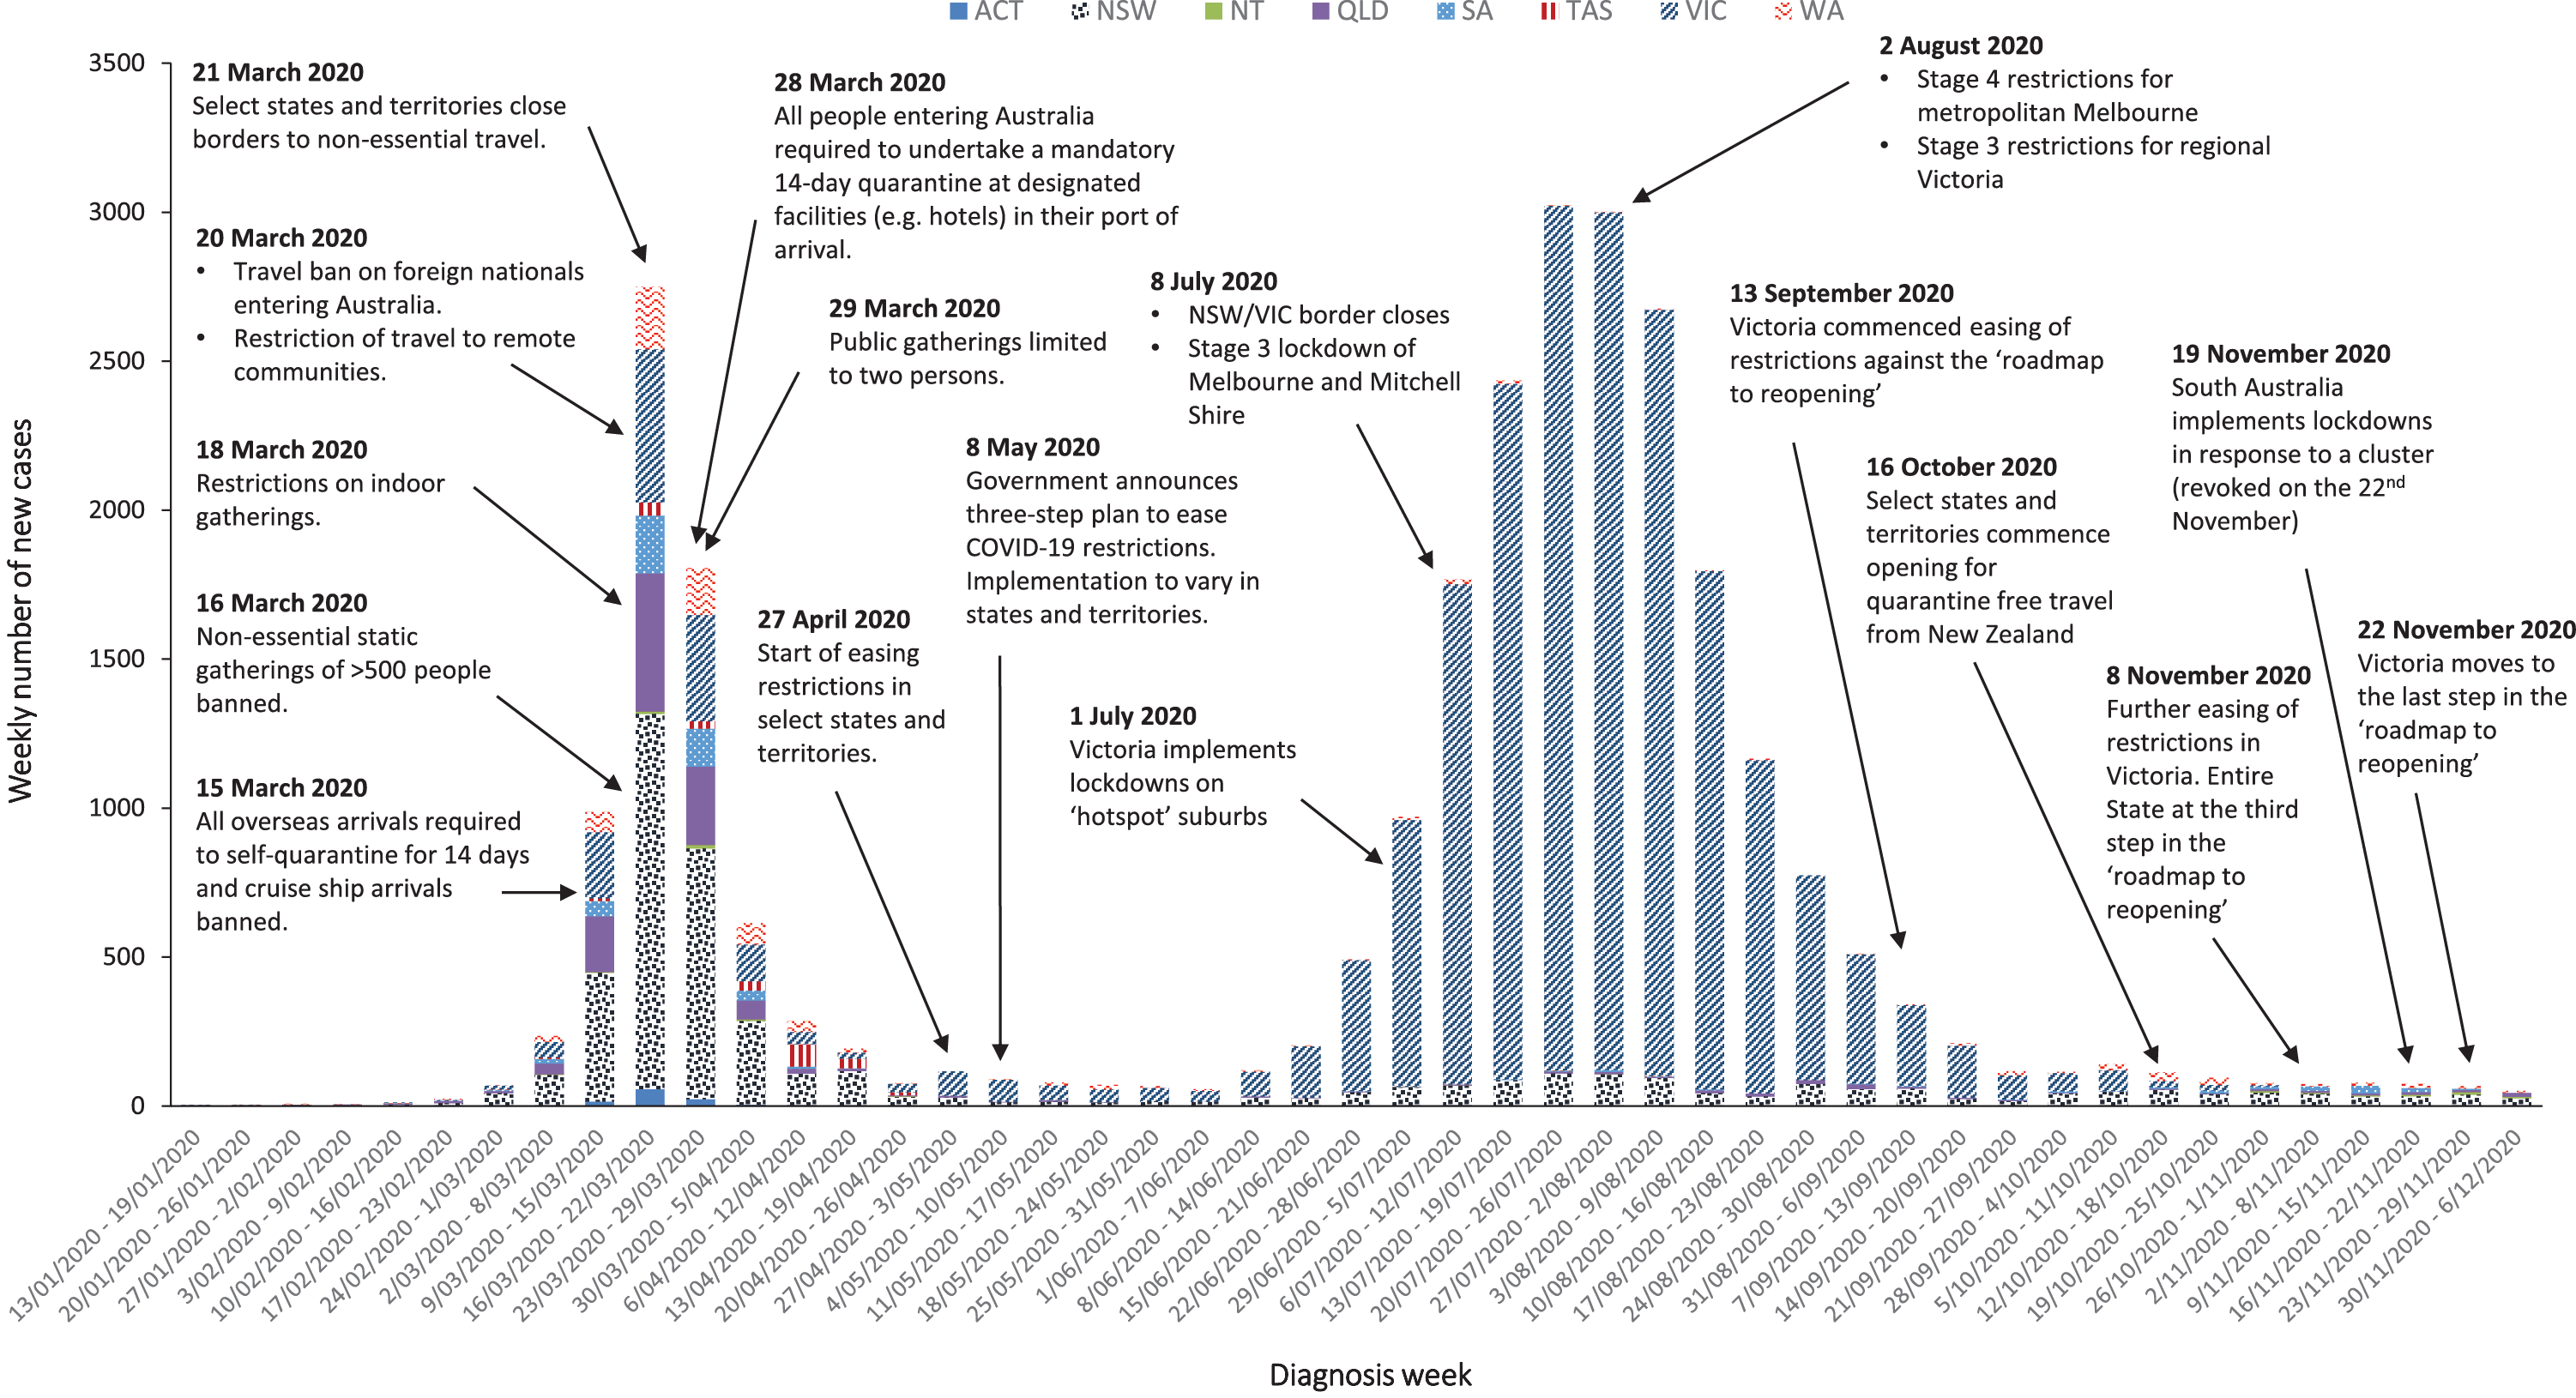 ACT NSW NT QLD SA TAS VIC WA
Weekly number of new cases
3500
3000
2500
2000
1500
1000
500
0
21 March 2020
Select states and territories close
borders to non-essential travel.
20 March 2020
• Travel ban on foreign nationals
entering Australia.
• Restriction of travel to remote
communities.
18 March 2020
Restrictions on indoor
gatherings.
16 March 2020
Non-essential static
gatherings of >500 people
banned.
15 March 2020
All overseas arrivals required
to self-quarantine for 14 days
and cruise ship arrivals
banned.
28 March 2020
All people entering Australia
required to undertake a mandatory
14-day quarantine at designated
facilities (e.g. hotels) in their port of
arrival.
29 March 2020
Public gatherings limited
to two persons.
27 April 2020
Start of easing
restrictions in
select states and
territories.
8 May 2020
Government announces
three-step plan to ease
COVID-19 restrictions.
Implementation to vary in
states and territories.
1 July 2020
Victoria implements
lockdowns on
‘hotspot’ suburbs
8 July 2020
• NSW/VIC border closes
• Stage 3 lockdown of
Melbourne and Mitchell
Shire
2 August 2020
• Stage 4 restrictions for
metropolitan Melbourne
• Stage 3 restrictions for regional
Victoria
13 September 2020
Victoria commenced easing of
restrictions against the ‘roadmap
to reopening’
16 October 2020
Select states and
territories commence
opening for
quarantine free travel
from New Zealand
8 November 2020
Further easing of
restrictions in
Victoria. Entire
State at the third
step in the
‘roadmap to
reopening’
19 November 2020
South Australia
implements lockdowns
in response to a cluster
(revoked on the 22nd
November)
22 November 2020
Victoria moves to
the last step in the
‘roadmap to
reopening’
13/01/2020 - 19/01/2020
20/01/2020 - 26/01/2020
27/01/2020 - 2/02/2020
3/02/2020 - 9/02/2020
10/02/2020 - 16/02/2020
17/02/2020 - 23/02/2020
24/02/2020 - 1/03/2020
2/03/2020 - 8/03/2020
9/03/2020 - 15/03/2020
16/03/2020 - 22/03/2020
23/03/2020 - 29/03/2020
30/03/2020 - 5/04/2020
6/04/2020 - 12/04/2020
13/04/2020 - 19/04/2020
20/04/2020 - 26/04/2020
27/04/2020 - 3/05/2020
4/05/2020 - 10/05/2020
11/05/2020 - 17/05/2020
18/05/2020 - 24/05/2020
25/05/2020 - 31/05/2020
1/06/2020 - 7/06/2020
8/06/2020 - 14/06/2020
15/06/2020 - 21/06/2020
22/06/2020 - 28/06/2020
29/06/2020 - 5/07/2020
6/07/2020 - 12/07/2020
13/07/2020 - 19/07/2020
20/07/2020 - 26/07/2020
27/07/2020 - 2/08/2020
3/08/2020 - 9/08/2020
10/08/2020 - 16/08/2020
17/08/2020 - 23/08/2020
24/08/2020 - 30/08/2020
31/08/2020 - 6/09/2020
7/09/2020 - 13/09/2020
14/09/2020 - 20/09/2020
21/09/2020 - 27/09/2020
28/09/2020 - 4/10/2020
5/10/2020 - 11/10/2020
12/10/2020 - 18/10/2020
19/10/2020 - 25/10/2020
26/10/2020 - 1/11/2020
2/11/2020 - 8/11/2020
9/11/2020 - 15/11/2020
16/11/2020 - 22/11/2020
23/11/2020 - 29/11/2020
30/11/2020 - 6/12/2020
Diagnosis week